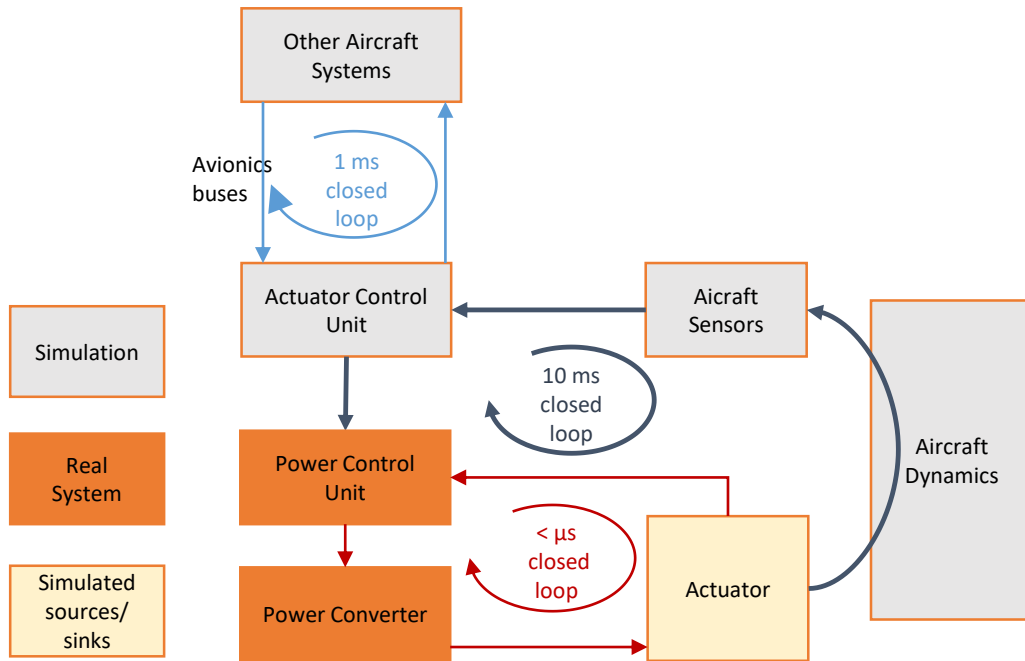 Other Aircraft
Systems
Avionics
buses
1 ms
closed
loop
Actuator Control
Unit
Aicraft
Sensors
Simulation
10 ms
closed
loop
Aircraft
Dynamics
Real
System
Power Control
Unit
< µs
closed
loop
Simulated
sources/
sinks
Power Converter
Actuator